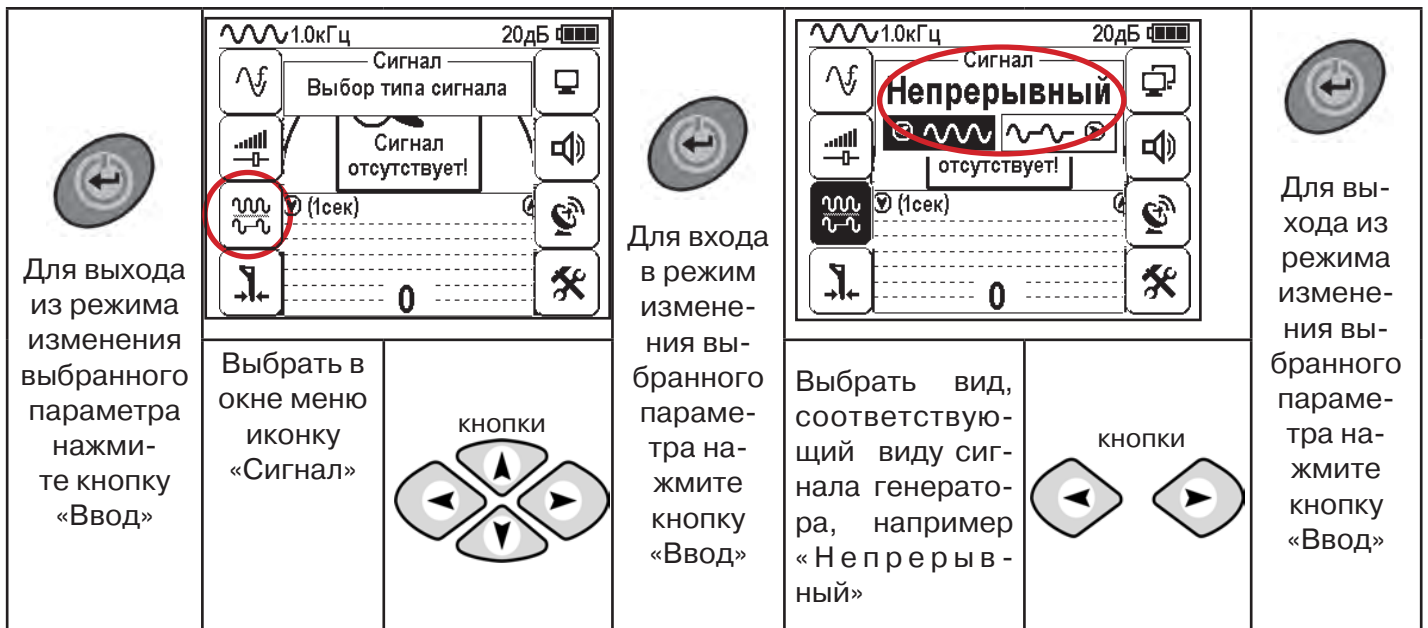 Для выхода
из режима
изменения
выбранного
параметра
нажми-
те кнопку
«Ввод»
1.0кГц 20дБ
Сигнал
Выбор типа сигнала
Сигнал
отсутствует!
(1сек)
0
Выбрать в
окне меню
иконку
«Сигнал»
кнопки
Для входа
в режим
измене-
ния вы-
бранного
параме-
тра на-
жмите
кнопку
«Ввод»
1.0кГц 20дБ
Сигнал
Непрерывный
отсутствует!
(1сек)
0
Выбрать вид,
соответствую-
щий виду сиг-
нала генерато-
ра, например
«Непрерыв-
ный»
кнопки
Для вы-
хода из
режима
измене-
ния вы-
бранного
параме-
тра на-
жмите
кнопку
«Ввод»